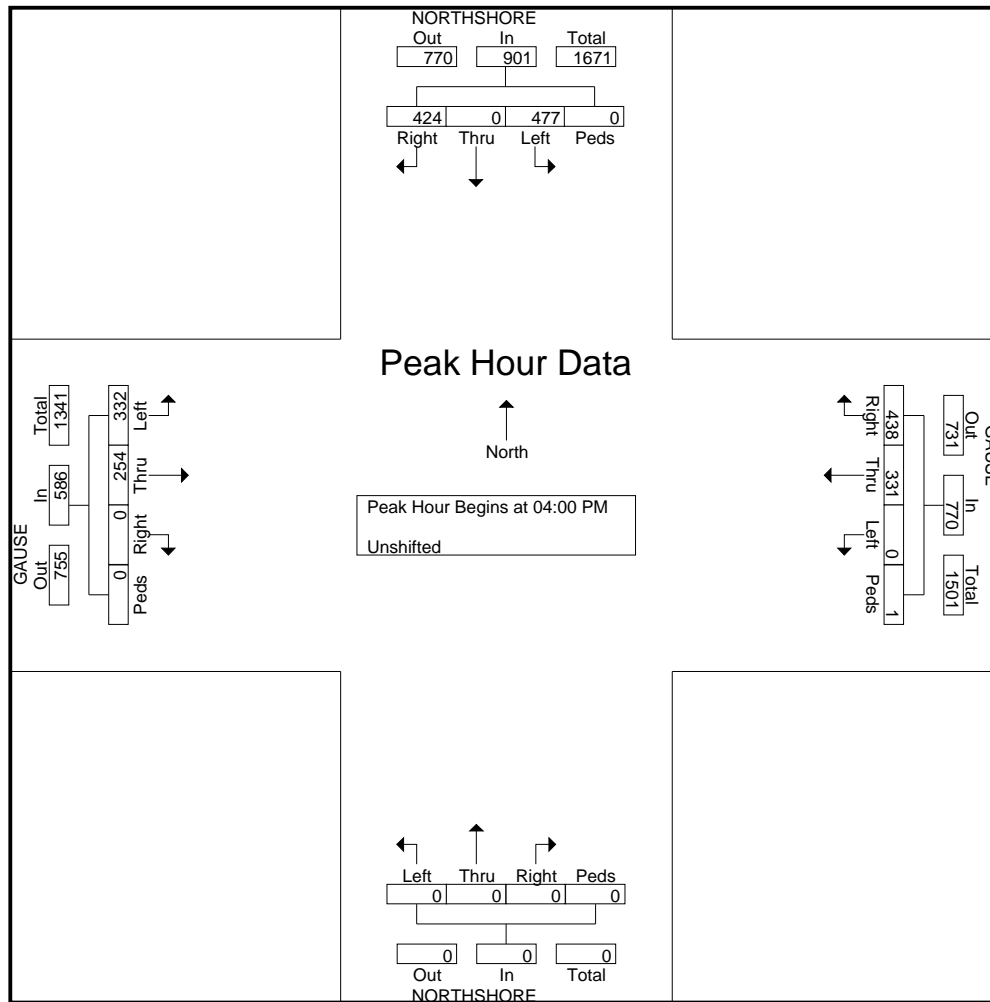 NORTHSHORE
Out In Total
770 901 1671
424 0 477 0
Right Thru Left Peds
Peak Hour Data
North
Peak Hour Begins at 04:00 PM
Unshifted
GAUSE
Out In Total
755 586 1341
0 0 254 332
Peds Right Thru Left
GAUSE
Out In Total
731 770 1501
438 331 0 1
Right Thru Left Peds
Left Thru Right Peds
0 0 0 0
0 0 0
Out In Total
NORTHSHORE